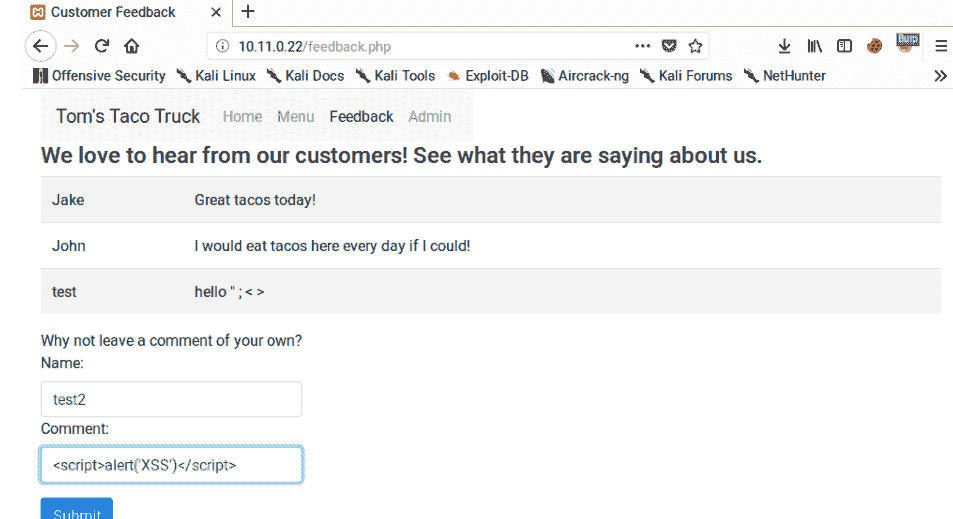 Customer Feedback
10.11.0.22/feedback.php
Offensive Security Kali Linux Kali Docs Kali Tools Exploit-DB Aircrack-ng Kali Forums NetHunter
Tom's Taco Truck Home Menu Feedback Admin
We love to hear from our customers! See what they are saying about us.
Jake Great tacos today!
John I would eat tacos here every day if I could!
test hello " ; < >
Why not leave a comment of your own?
Name:
test2
Comment:
<script>alert('XSS')</script>
Submit